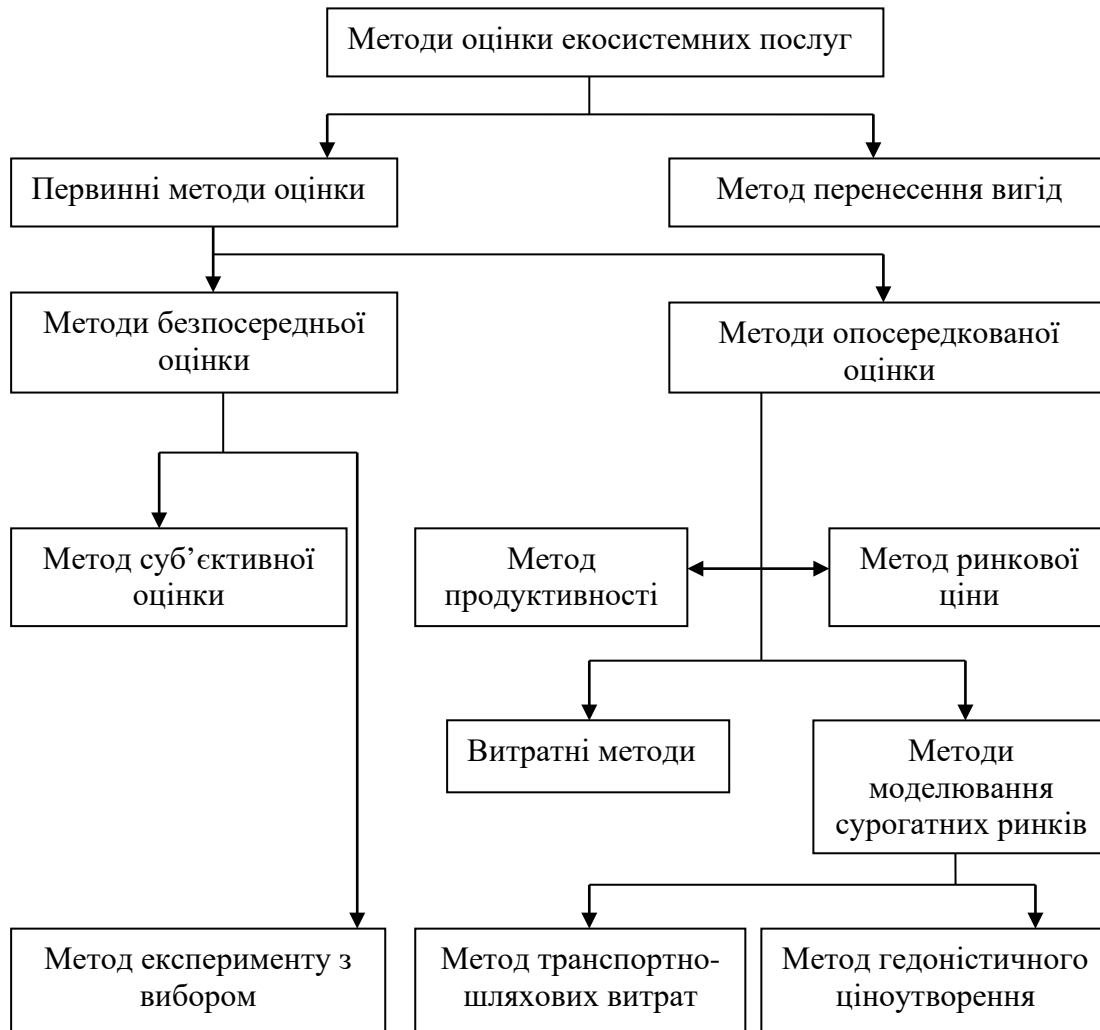 Методи оцінки екосистемних послуг
Первинні методи оцінки
Метод перенесення вигід
Методи безпосередньої
оцінки
Методи опосередкованої
оцінки
Метод суб’єктивної
оцінки
Метод
продуктивності
Метод ринкової
ціни
Витратні методи
Методи
моделювання
сурогатних ринків
Метод експерименту з
вибором
Метод транспортно-
шляхових витрат
Метод гедоністичного
ціноутворення